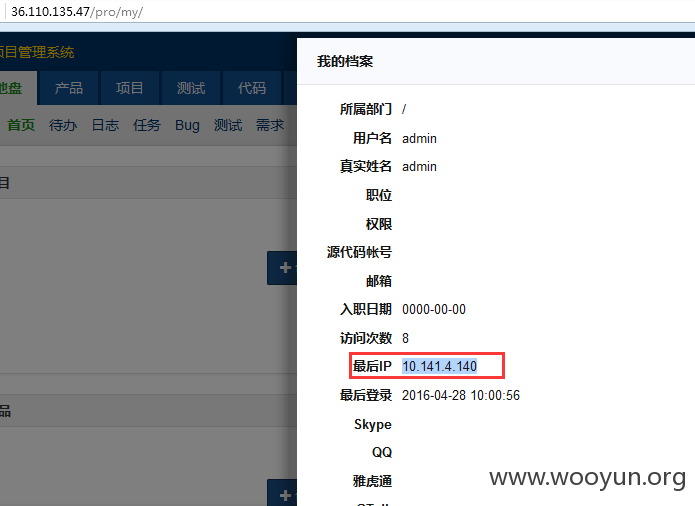 36.110.135.47/pro/my/
项目管理系统
我的档案
地盘 产品 项目 测试 代码
首页 待办 日志 任务 Bug 测试 需求
所属部门 /
用户名 admin
真实姓名 admin
职位
权限
源代码帐号
邮箱
入职日期 0000-00-00
访问次数 8
最后IP 10.141.4.140
最后登录 2016-04-28 10:00:56
Skype
QQ
雅虎通
目
品
www.wooyun.org